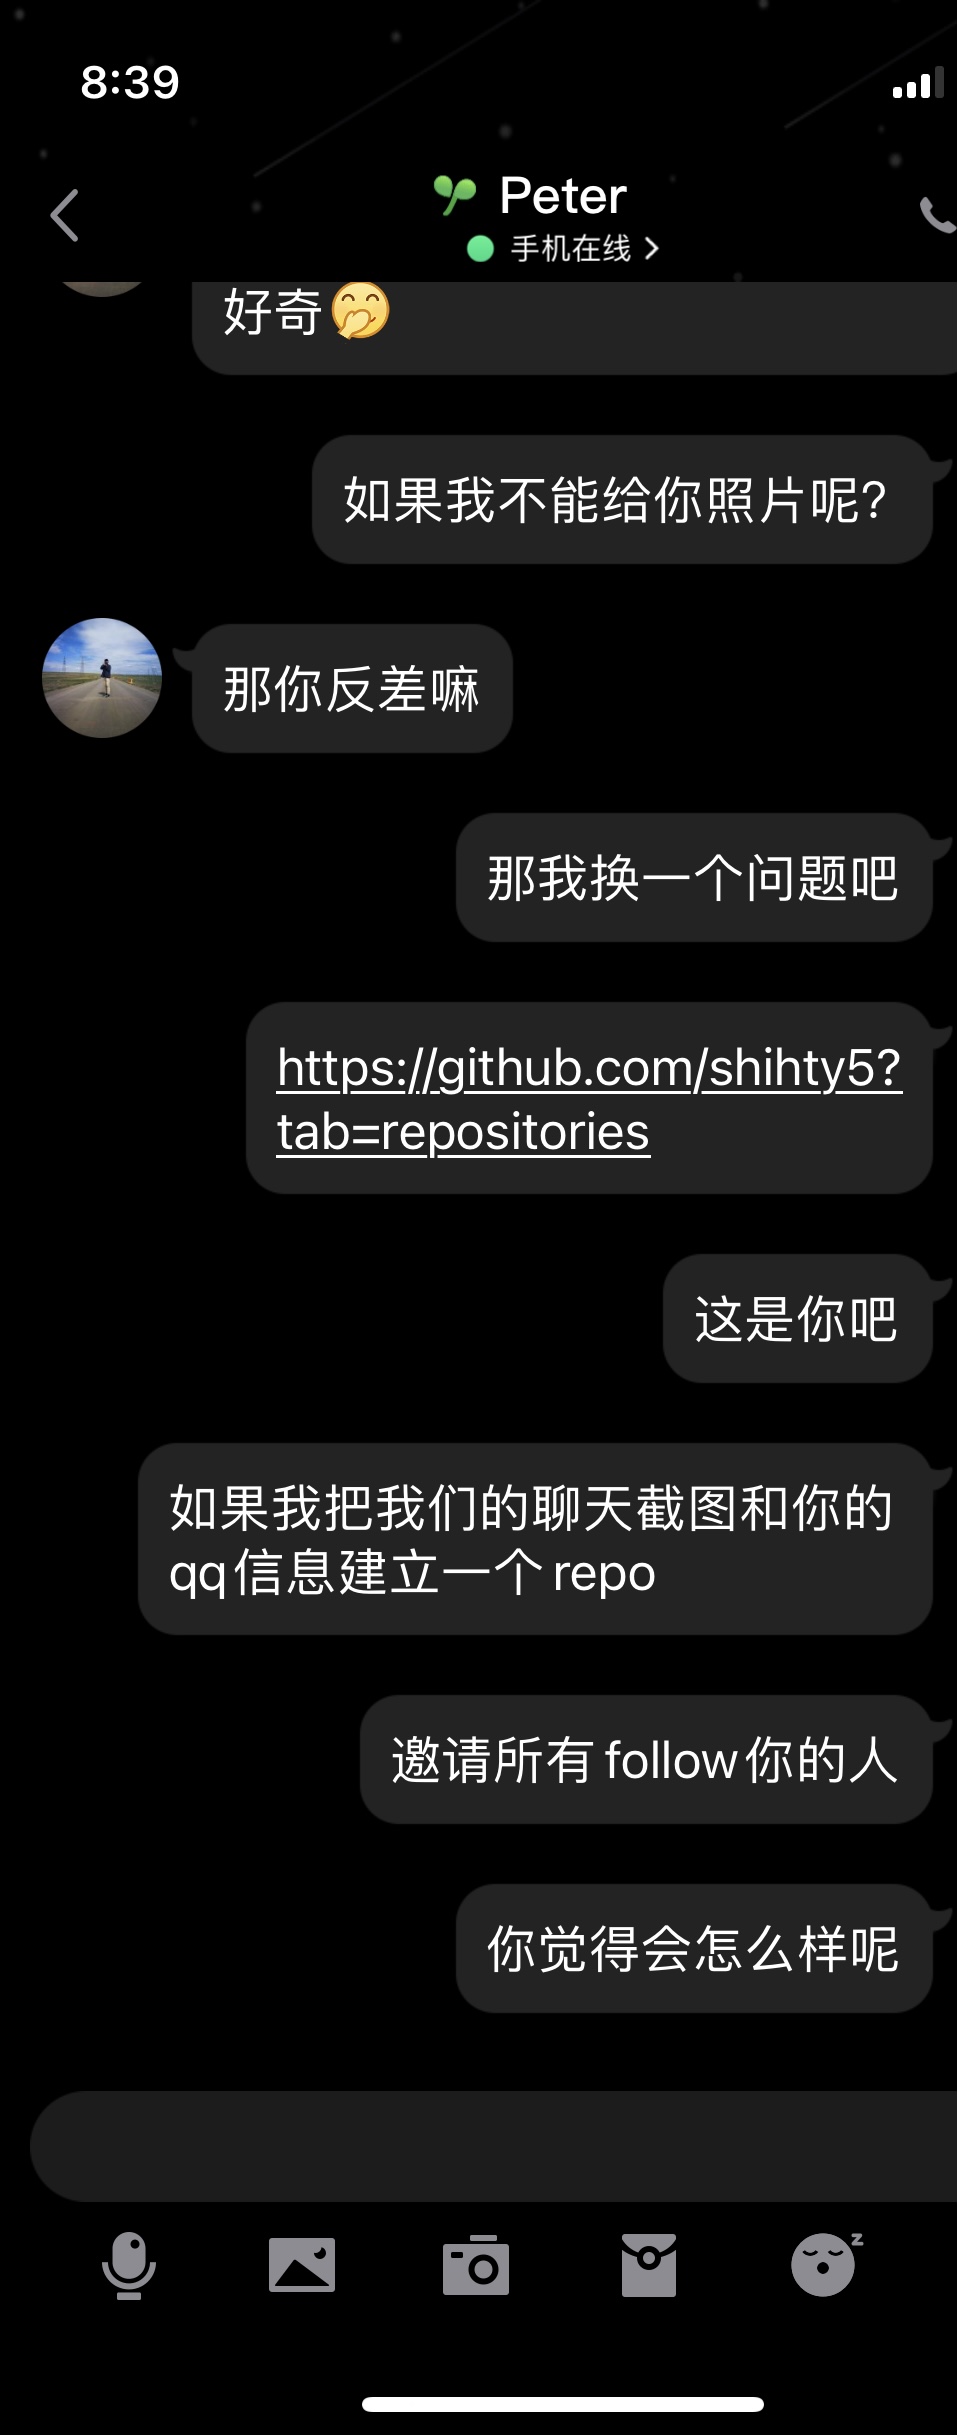 8:39
🌱 Peter
手机在线
好奇🤭
如果我不能给你照片呢?
那你反差嘛
那我换一个问题吧
https://github.com/shihty5?
tab=repositories
这是你吧
如果我把我们的聊天截图和你的
qq信息建立一个repo
邀请所有follow你的人
你觉得会怎么样呢
z